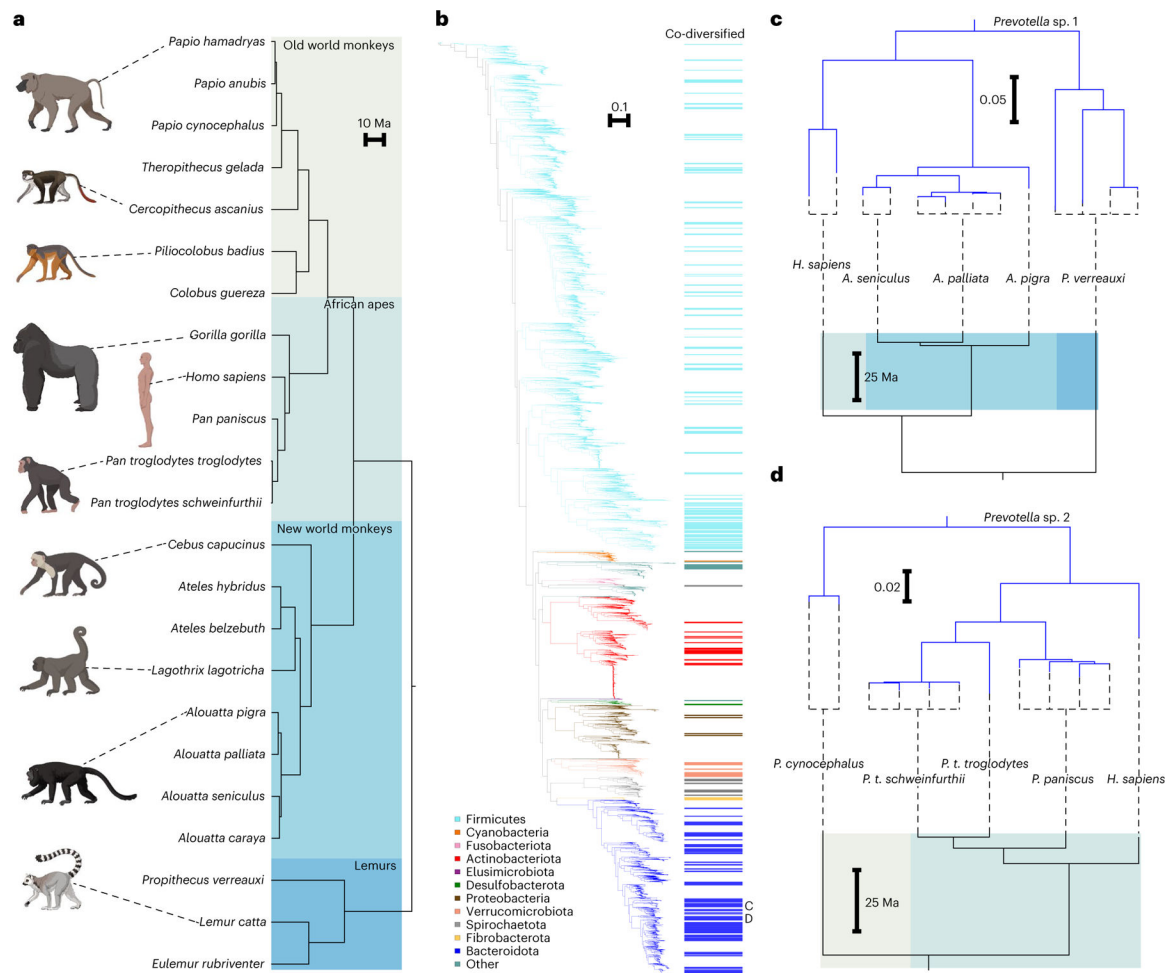 a
Papio hamadryas
Old world monkeys
Papio anubis
10 Ma
Papio cynocephalus
Theropithecus gelada
Cercopithecus ascanius
Piliocolobus badius
Colobus guereza
African apes
Gorilla gorilla
Homo sapiens
Pan paniscus
Pan troglodytes troglodytes
Pan troglodytes schweinfurthii
New world monkeys
Cebus capucinus
Ateles hybridus
Ateles belzebuth
Lagothrix lagotricha
Alouatta pigra
Alouatta palliata
Alouatta seniculus
Alouatta caraya
Lemurs
Propithecus verreauxi
Lemur catta
Eulemur rubriventer
b
Co-diversified
0.1
C
D
Firmicutes
Cyanobacteria
Fusobacteriota
Actinobacteriota
Elusimicrobiota
Desulfobacterota
Proteobacteria
Verrucomicrobiota
Spirochaetota
Fibrobacterota
Bacteroidota
Other
c
Prevotella sp. 1
0.05
H. sapiens
A. seniculus
A. palliata
A. pigra
P. verreauxi
25 Ma
d
Prevotella sp. 2
0.02
P. cynocephalus
P. t. schweinfurthii
P. t. troglodytes
P. paniscus
H. sapiens
25 Ma